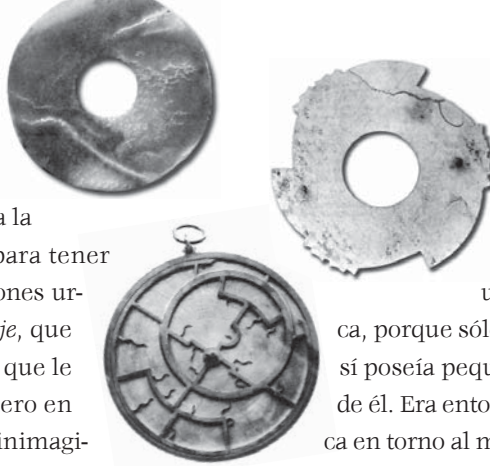 a la
para tener
ones ur-
je, que
que le
ero en
inimagi-
u
ca, porque sól
sí poseía pequ
de él. Era ento
ca en torno al m